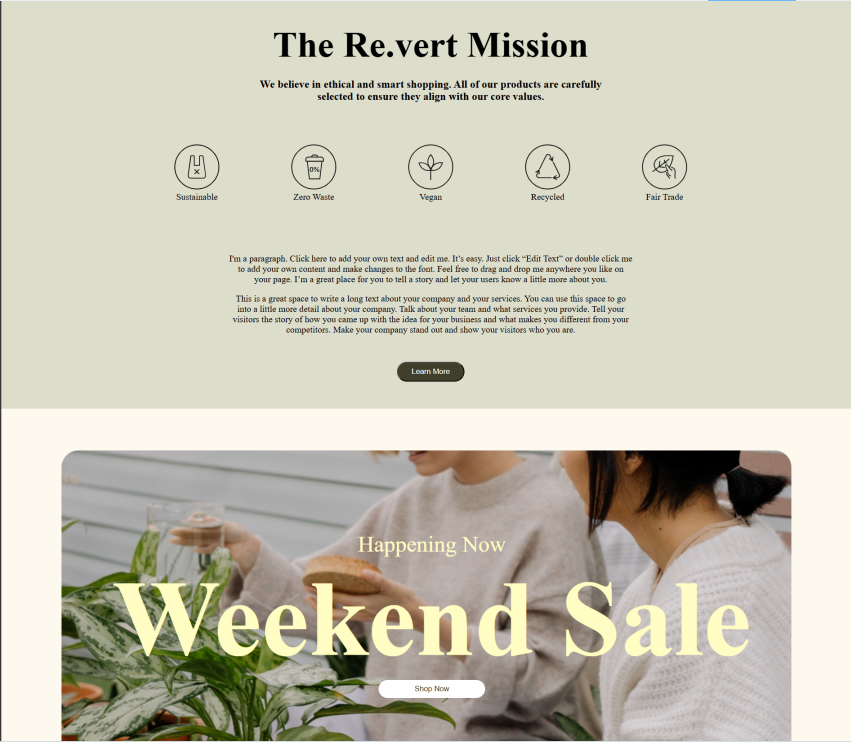 The Re.vert Mission
We believe in ethical and smart shopping. All of our products are carefully
selected to ensure they align with our core values.
0%
Sustainable
Zero Waste
Vegan
Recycled
Fair Trade
I'm a paragraph. Click here to add your own text and edit me. It’s easy. Just click “Edit Text” or double click me
to add your own content and make changes to the font. Feel free to drag and drop me anywhere you like on
your page. I’m a great place for you to tell a story and let your users know a little more about you.
This is a great space to write a long text about your company and your services. You can use this space to go
into a little more detail about your company. Talk about your team and what services you provide. Tell your
visitors the story of how you came up with the idea for your business and what makes you different from your
competitors. Make your company stand out and show your visitors who you are.
Learn More
Happening Now
Weekend Sale
Shop Now